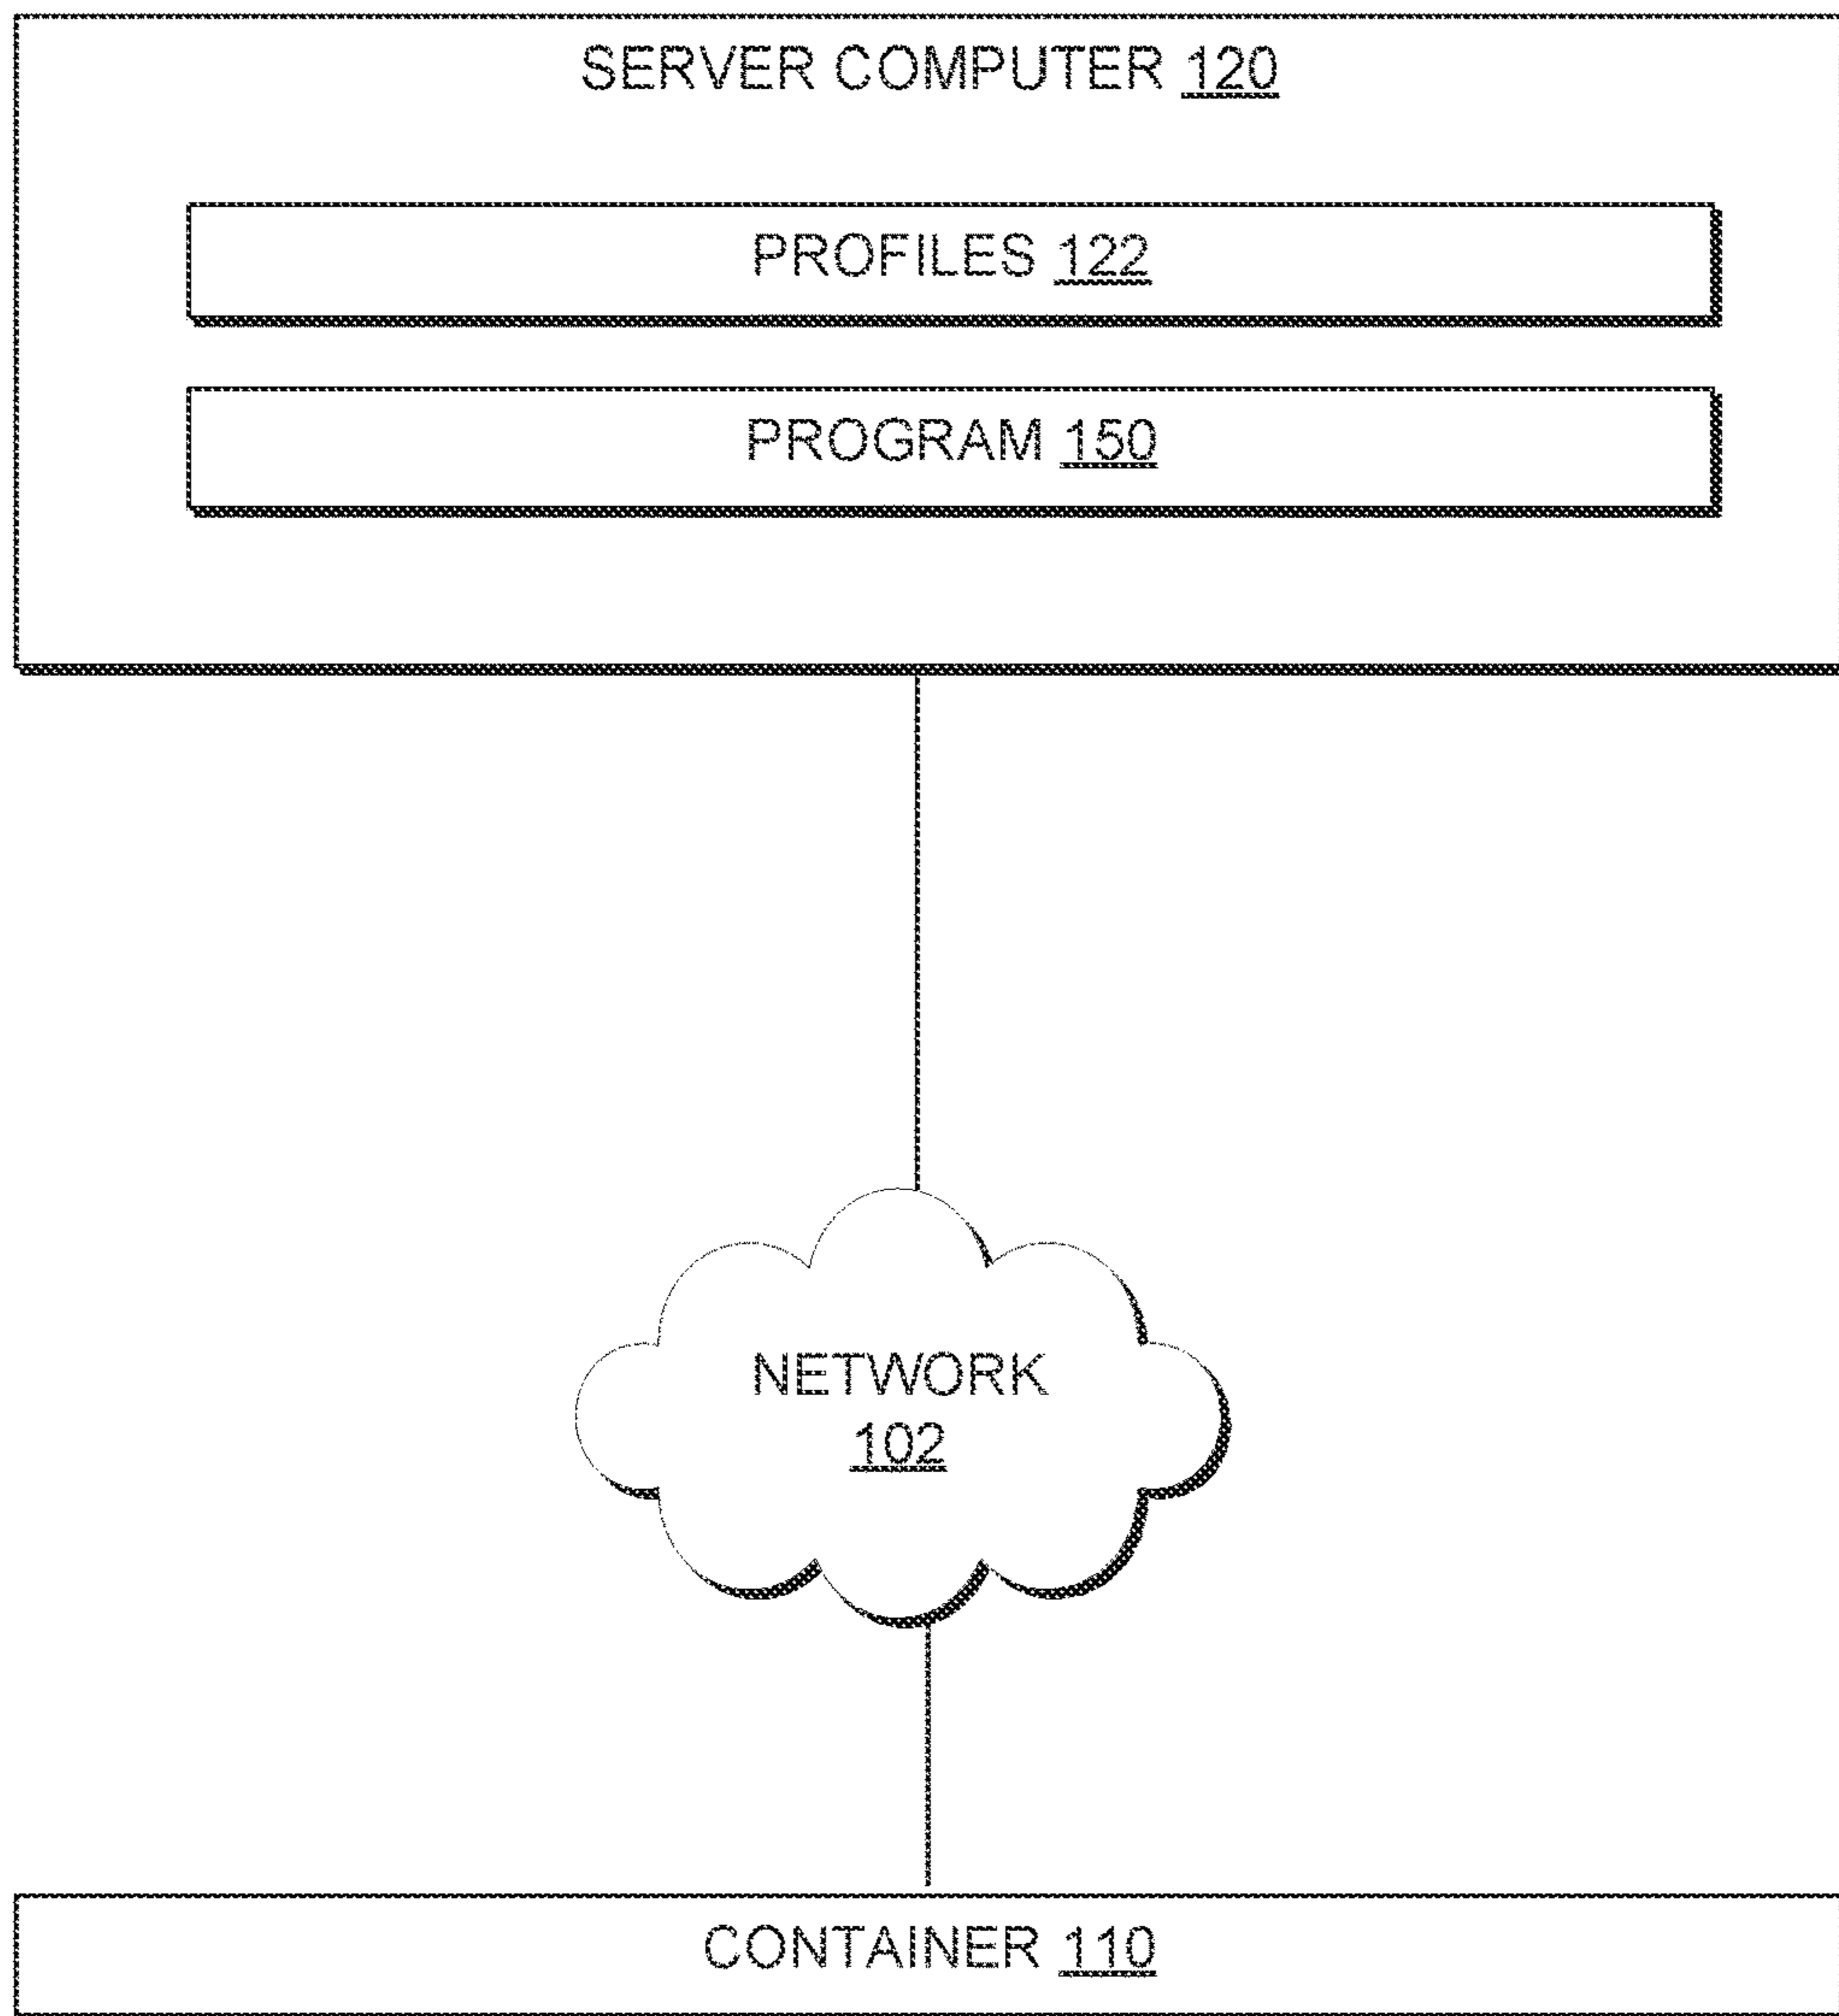 SERVER COMPUTER 120
PROFILES 122
PROGRAM 150
NETWORK
102
CONTAINER 110